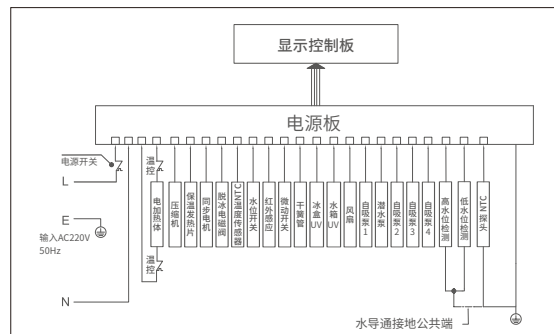 显示控制板
电源板
电源开关
L
E
输入AC220V
50Hz
N
温控
电加热体
温控
压缩机
保温发热片
同步电机
脱冰电磁阀
NTC温度传感器
水位开关
红外感应
微动开关
干簧管
冰盒UV
水箱UV
风扇
自吸泵1
潜水泵
自吸泵2
自吸泵3
自吸泵4
高水位检测
低水位检测
NTC探头
水导通接地公共端